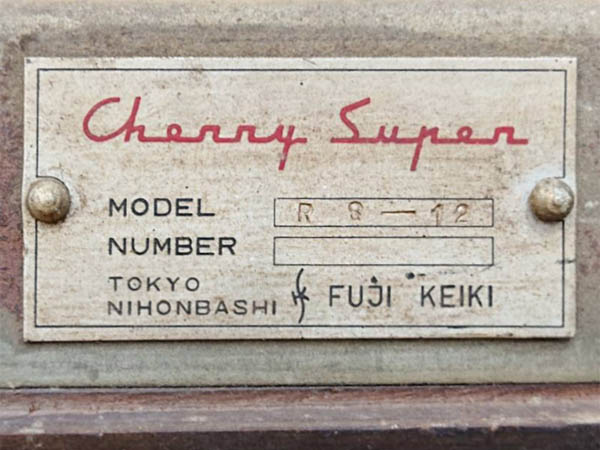 Cherry Super
MODEL R 8-12
NUMBER
TOKYO
NIHONBASHI FUJI KEIKI